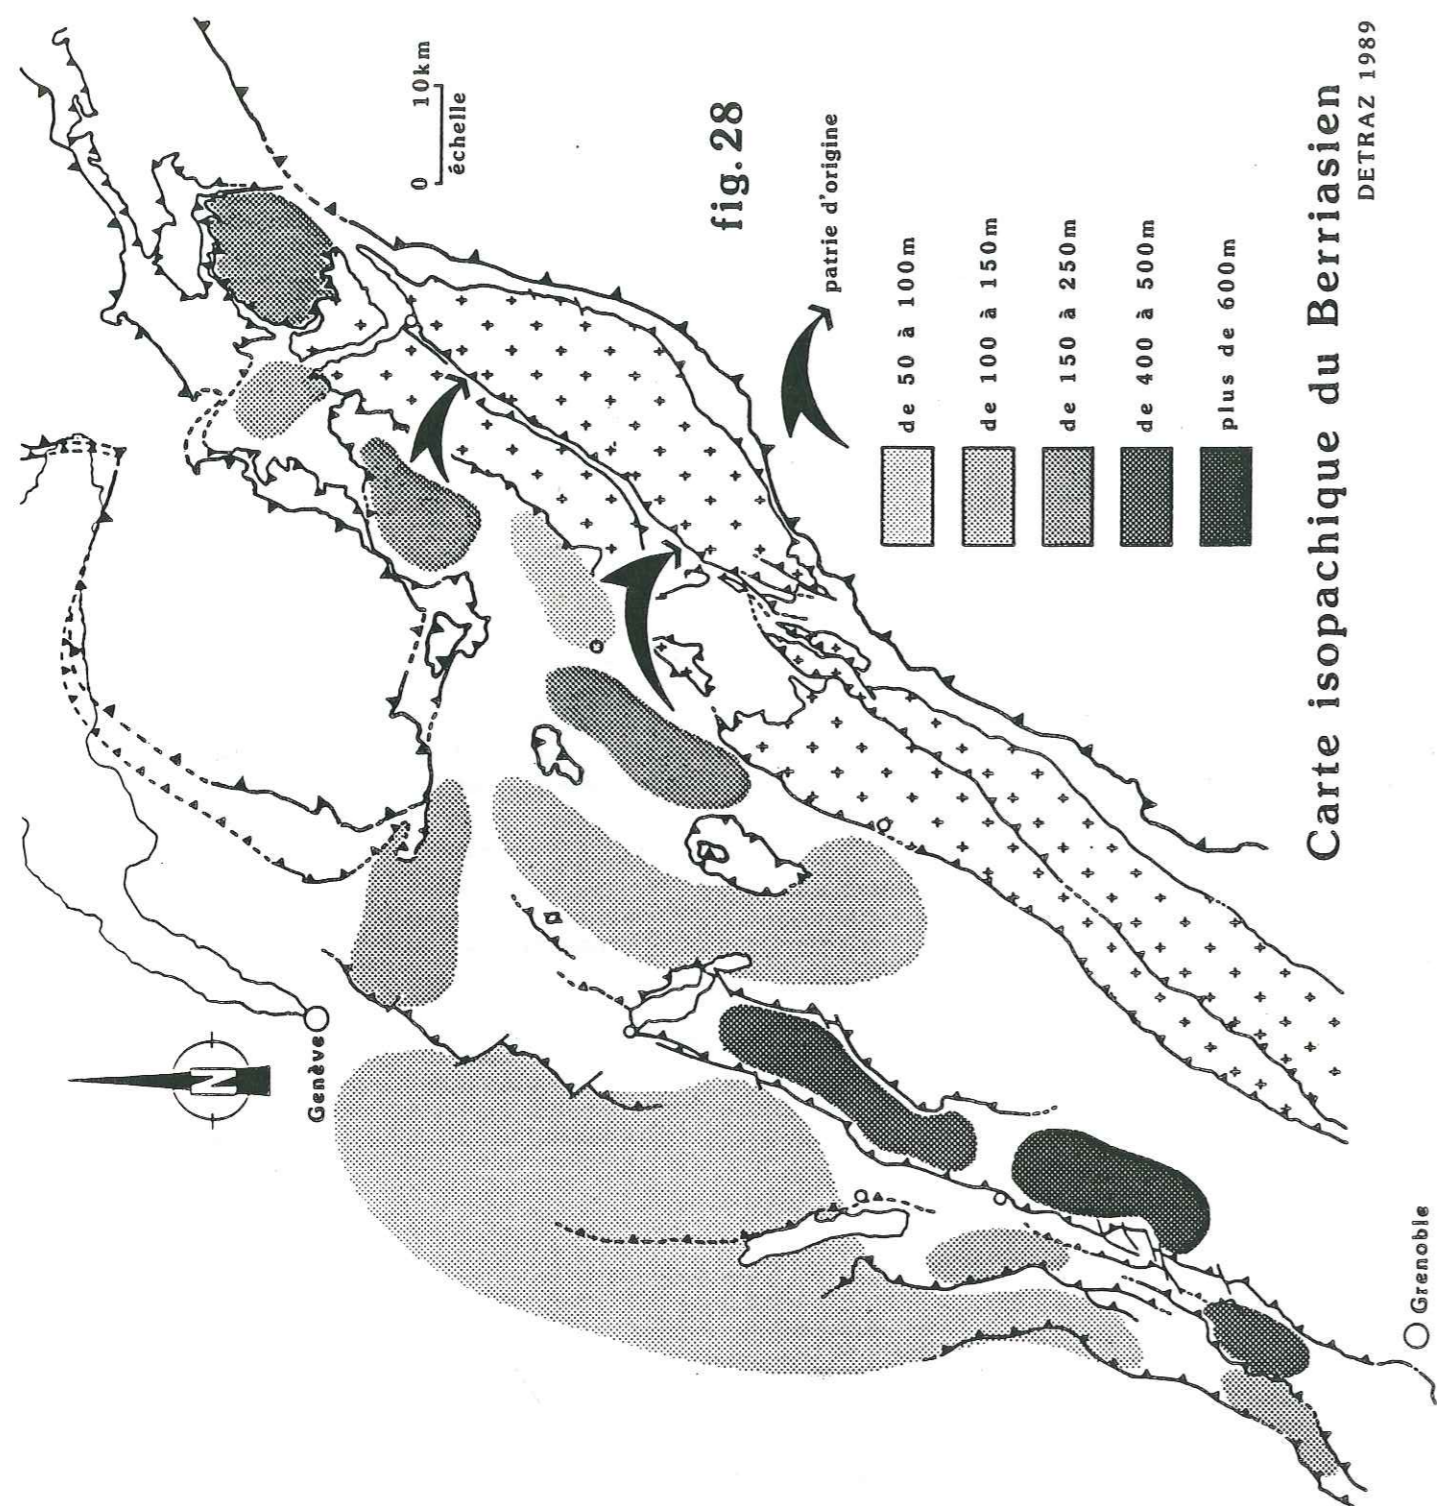 N
Genève
0 10km
échelle
fig. 28
patrie d'origine
de 50 à 100m
de 100 à 150m
de 150 à 250m
de 400 à 500m
plus de 600m
Grenoble
Carte isopachique du Berriasien
DETRAZ 1989